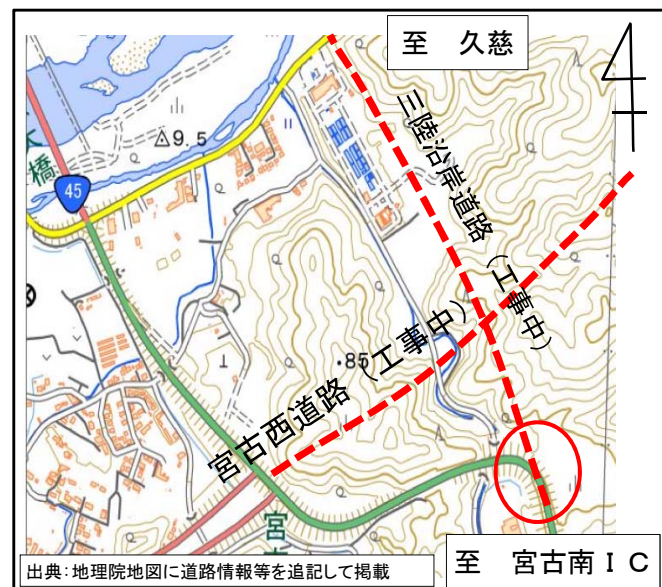 至 久慈
三陸沿岸道路（工事中）
△9.5
橋
45
・85
宮古西道路（工事中）
宮
出典：地理院地図に道路情報等を追記して掲載
至 宮古南ＩＣ